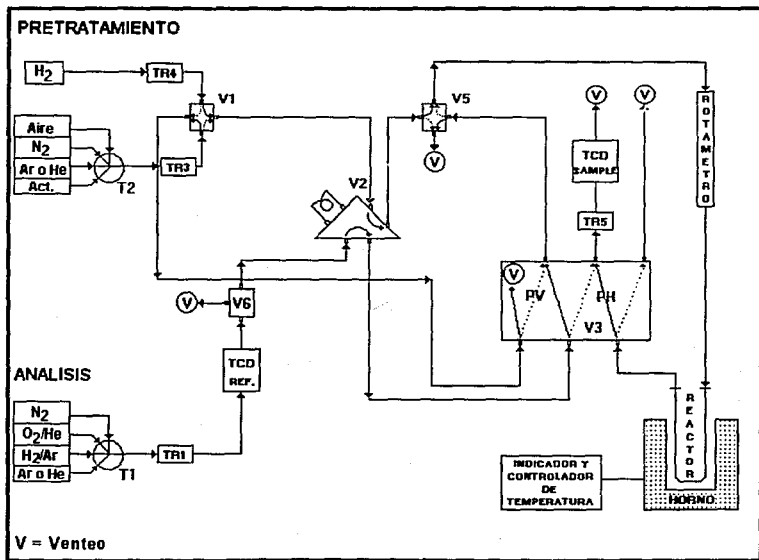 PRETRATAMIENTO
H2
TR4
V1
V5
V
V
Aire
N2
Ar o He
Act.
T2
TR3
V
TCD
SAMPLE
ROTAMETRO
V2
TR5
V
PV
PH
V3
V
V6
TCD
REF.
ANALISIS
N2
O2/He
H2/Ar
Ar o He
T1
TR1
REACTOR
INDICADOR Y
CONTROLADOR
DE
TEMPERATURA
HORNO
V = Venteo